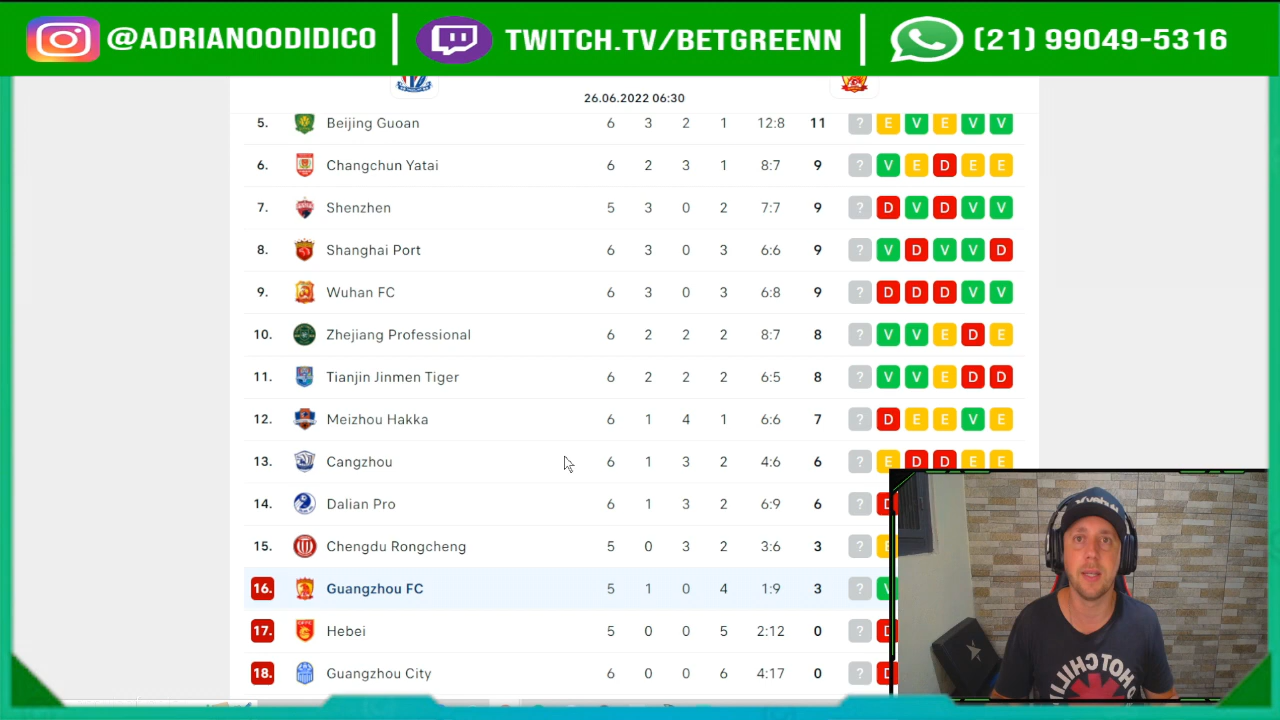 @ADRIANOODIDICO TWITCH.TV/BETGREENN (21) 99049-5316
26.06.2022 06:30
5. Beijing Guoan 6 3 2 1 12:8 11 ? E V E V V
6. Changchun Yatai 6 2 3 1 8:7 9 ? V E D E E
7. Shenzhen 5 3 0 2 7:7 9 ? D V D V V
8. Shanghai Port 6 3 0 3 6:6 9 ? V D V V D
9. Wuhan FC 6 3 0 3 6:8 9 ? D D D V V
10. Zhejiang Professional 6 2 2 2 8:7 8 ? V V E D E
11. Tianjin Jinmen Tiger 6 2 2 2 6:5 8 ? V V E D D
12. Meizhou Hakka 6 1 4 1 6:6 7 ? D E E V E
13. Cangzhou 6 1 3 2 4:6 6 ? E D D E E
14. Dalian Pro 6 1 3 2 6:9 6 ? D
15. Chengdu Rongcheng 5 0 3 2 3:6 3 ? E
16. Guangzhou FC 5 1 0 4 1:9 3 ? V
17. Hebei 5 0 0 5 2:12 0 ? D
18. Guangzhou City 6 0 0 6 4:17 0 ? D